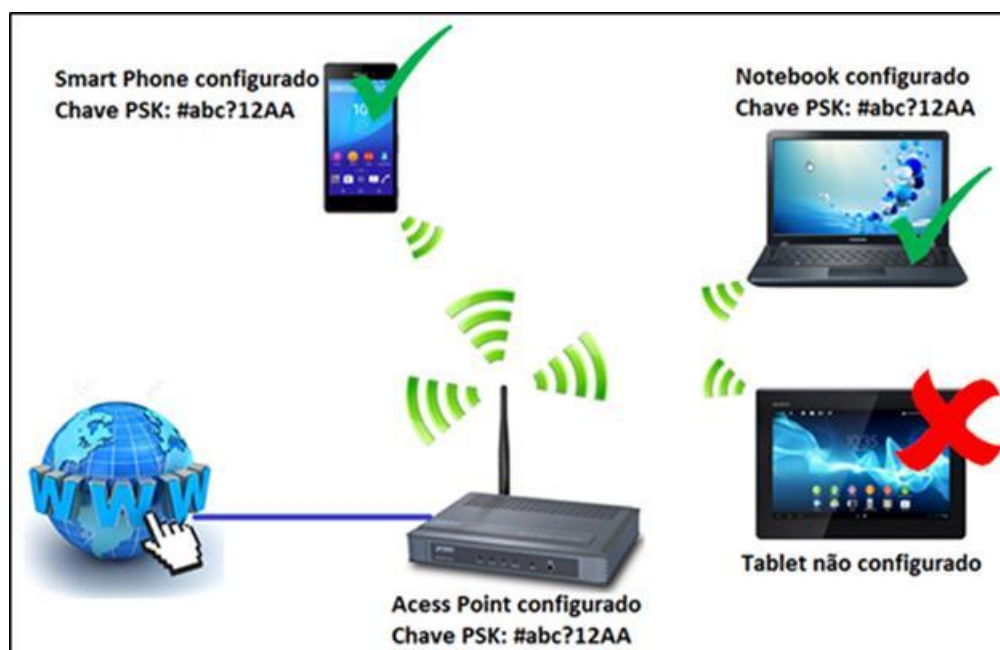 Smart Phone configurado
Chave PSK: #abc?12AA
Notebook configurado
Chave PSK: #abc?12AA
WWW
Tablet não configurado
Acess Point configurado
Chave PSK: #abc?12AA